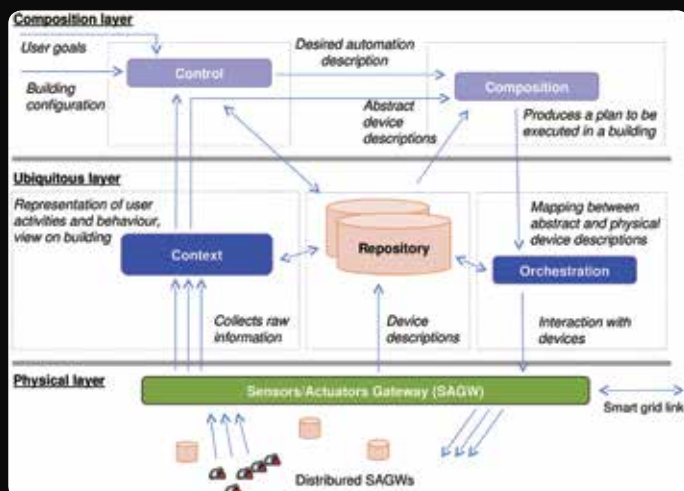 Composition layer
User goals
Building
configuration
Control
Desired automation
description
Abstract
device
descriptions
Composition
Produces a plan to be
executed in a building
Ubiquitous layer
Representation of user
activities and behaviour,
view on building
Context
Repository
Mapping between
abstract and physical
device descriptions
Orchestration
Collects raw
information
Device
descriptions
Interaction with
devices
Physical layer
Sensors/Actuators Gateway (SAGW)
Smart grid link
Distribured SAGWs